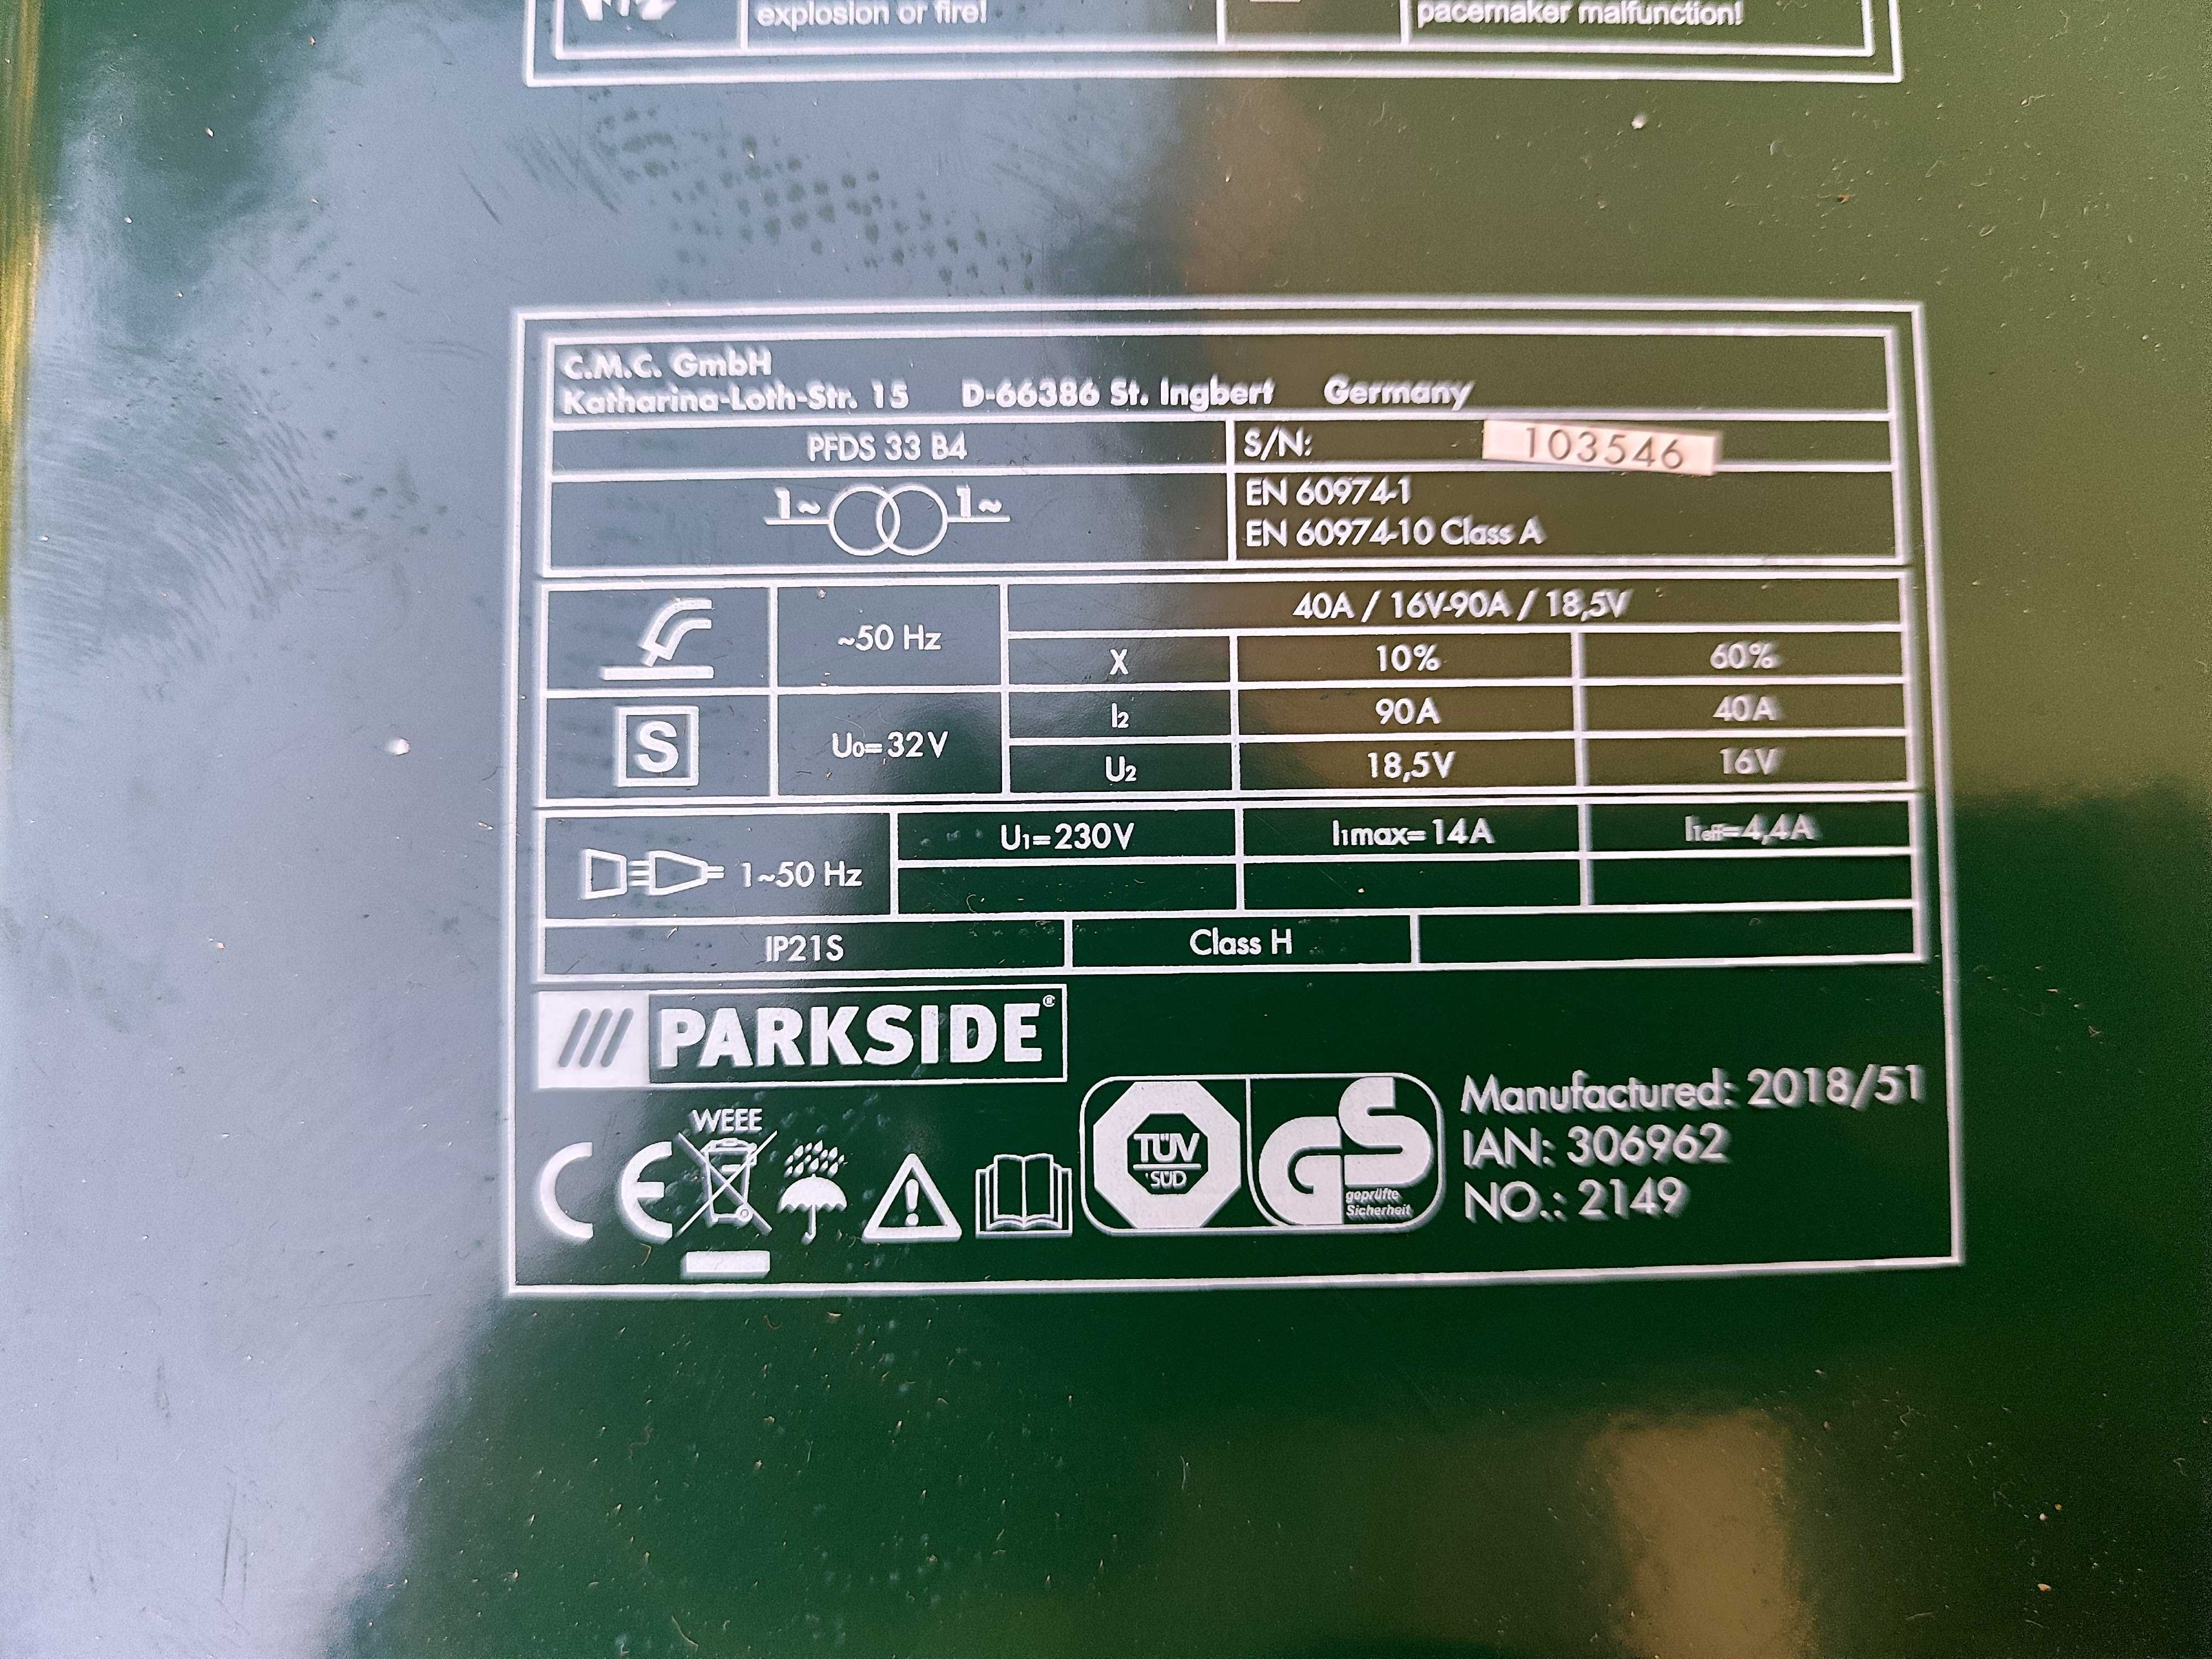 explosion or fire!
pacemaker malfunction!
C.M.C. GmbH
Katharina-Loth-Str. 15 D-66386 St. Ingbert Germany
PFDS 33 B4
S/N: 103546
1~ 1~
EN 60974-1
EN 60974-10 Class A
~50 Hz
40A / 16V-90A / 18,5V
X 10% 60%
S
U0=32V
I2 90A 40A
U2 18,5V 16V
1~50 Hz
U1=230V I1max=14A I1eff=4,4A
IP21S Class H
PARKSIDE®
CE
WEEE
TÜV
SÜD
GS
geprüfte
Sicherheit
Manufactured: 2018/51
IAN: 306962
NO.: 2149